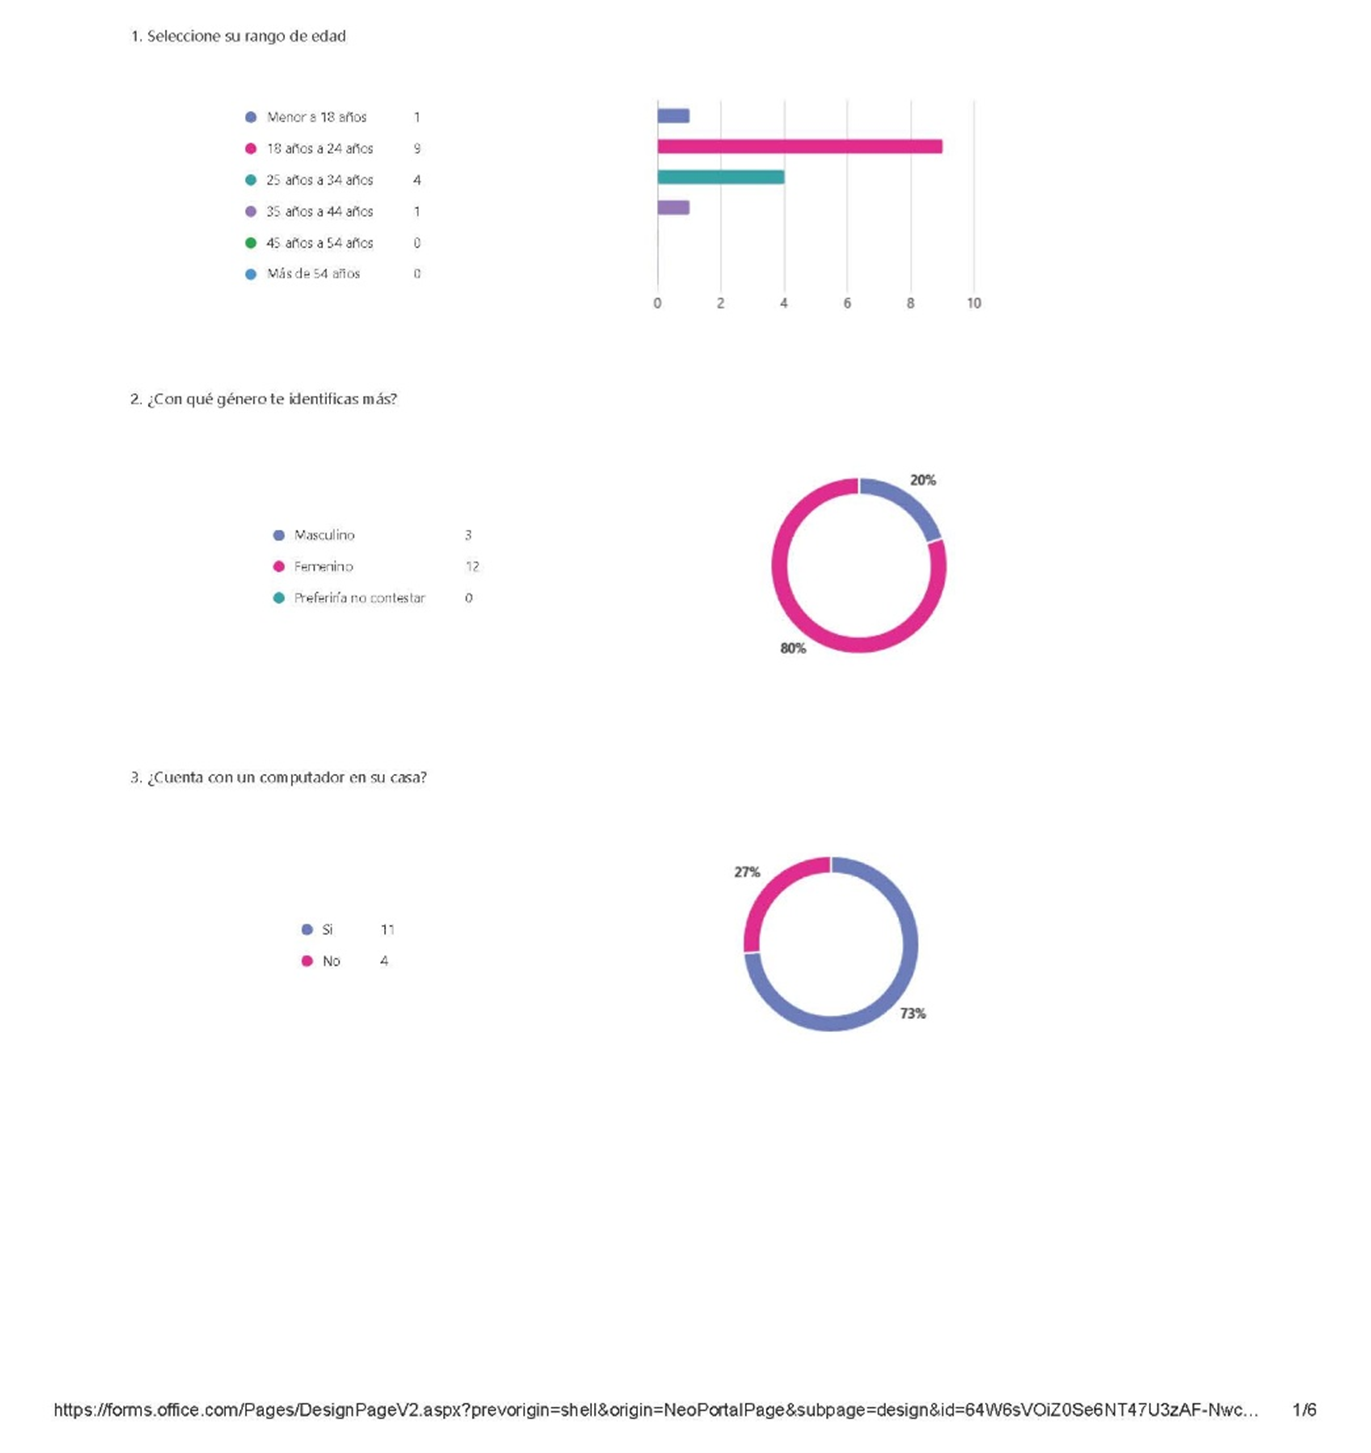 1. Seleccione su rango de edad
Menor a 18 años 1
18 años a 24 años 9
25 años a 34 años 4
35 años a 44 años 1
45 años a 54 años 0
Más de 54 años 0
0 2 4 6 8 10
2. ¿Con qué género te identificas más?
20%
Masculino 3
Femenino 12
Preferiría no contestar 0
80%
3. ¿Cuenta con un computador en su casa?
27%
Si 11
No 4
73%
https://forms.office.com/Pages/DesignPageV2.aspx?prevorigin=shell&origin=NeoPortalPage&subpage=design&id=64W6sVOiZ0Se6NT47U3zAF-Nwc... 1/6